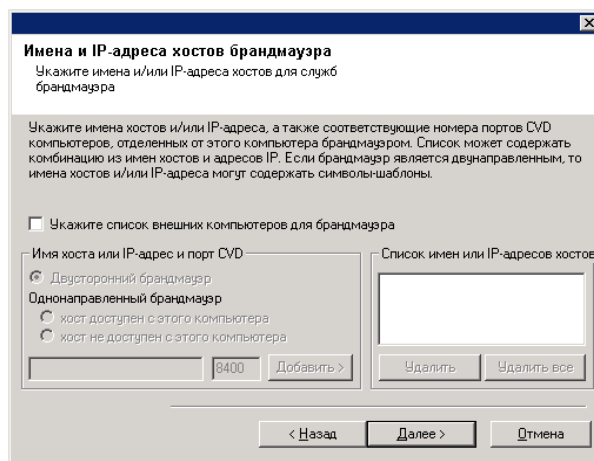 Имена и IP-адреса хостов брандмауэра
Укажите имена и/или IP-адреса хостов для служб
брандмауэра
Укажите имена хостов и/или IP-адреса, а также соответствующие номера портов CVD
компьютеров, отделенных от этого компьютера брандмауэром. Список может содержать
комбинацию из имен хостов и адресов IP. Если брандмауэр является двунаправленным, то
имена хостов и/или IP-адреса могут содержать символы-шаблоны.
Укажите список внешних компьютеров для брандмауэра
Имя хоста или IP-адрес и порт CVD
Двусторонний брандмауэр
Однонаправленный брандмауэр
хост доступен с этого компьютера
хост не доступен с этого компьютера
8400
Добавить >
Список имен или IP-адресов хостов
Удалить
Удалить все
< Назад
Далее >
Отмена